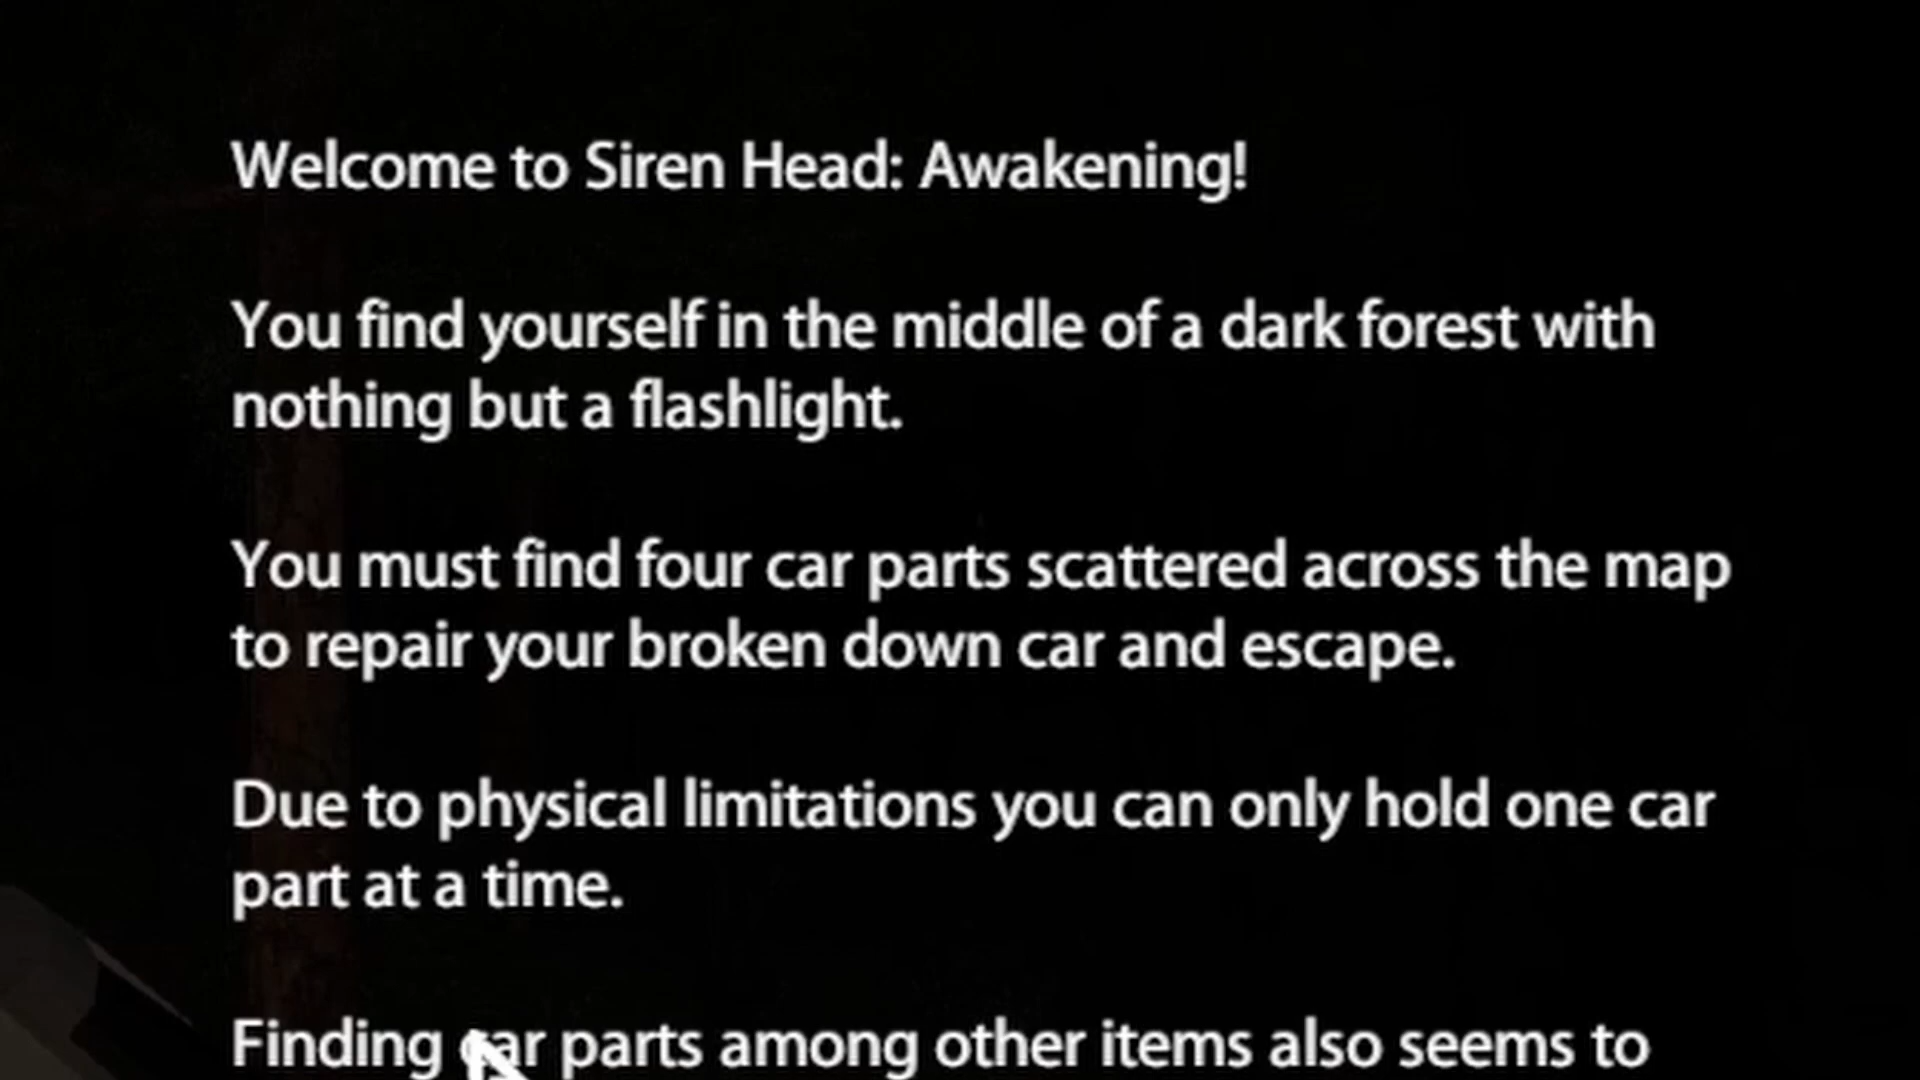 Welcome to Siren Head: Awakening!
You find yourself in the middle of a dark forest with
nothing but a flashlight.
You must find four car parts scattered across the map
to repair your broken down car and escape.
Due to physical limitations you can only hold one car
part at a time.
Finding car parts among other items also seems to